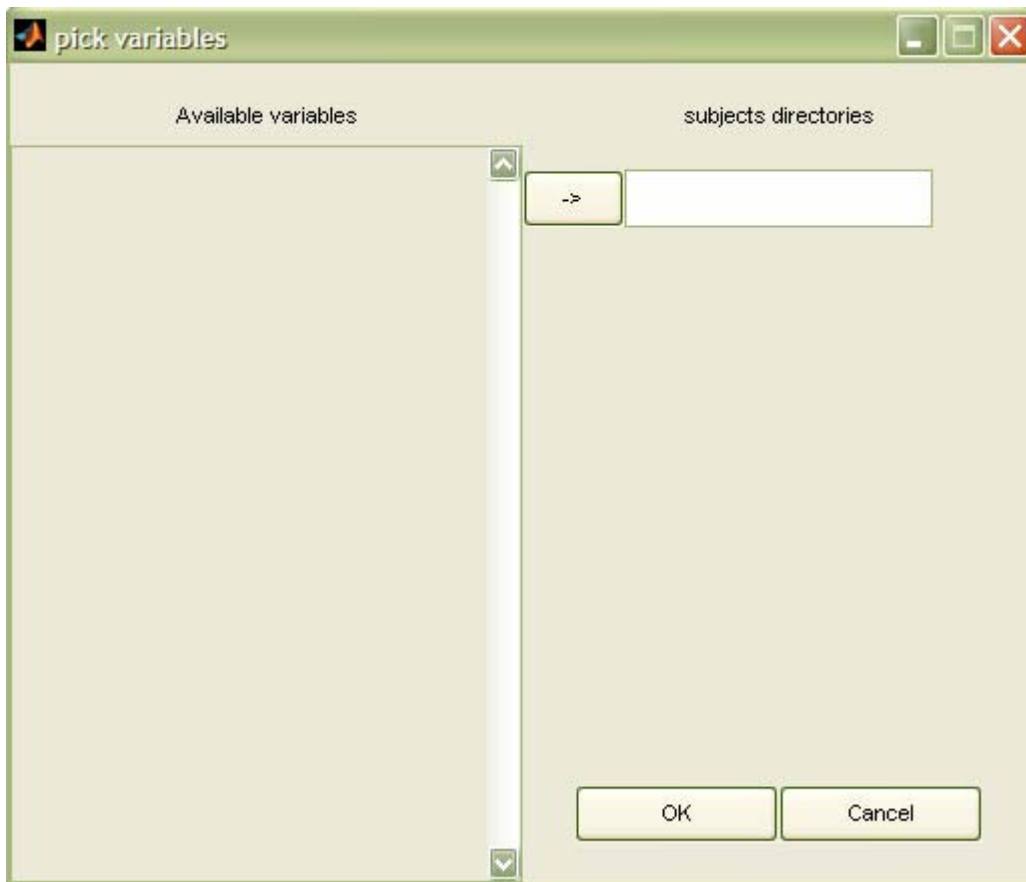 pick variables
Available variables
subjects directories
->
OK
Cancel